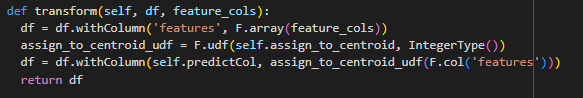 def transform(self, df, feature_cols):
  df = df.withColumn('features', F.array(feature_cols))
  assign_to_centroid_udf = F.udf(self.assign_to_centroid, IntegerType())
  df = df.withColumn(self.predictCol, assign_to_centroid_udf(F.col('features')))
  return df